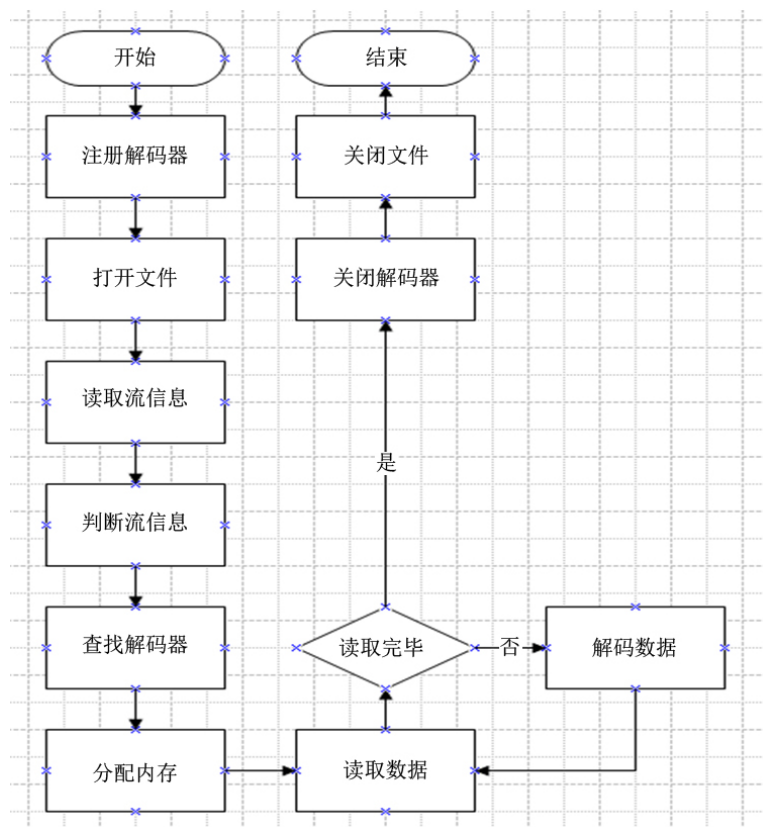 开始
结束
注册解码器
关闭文件
打开文件
关闭解码器
读取流信息
是
判断流信息
查找解码器
读取完毕
否
解码数据
分配内存
读取数据